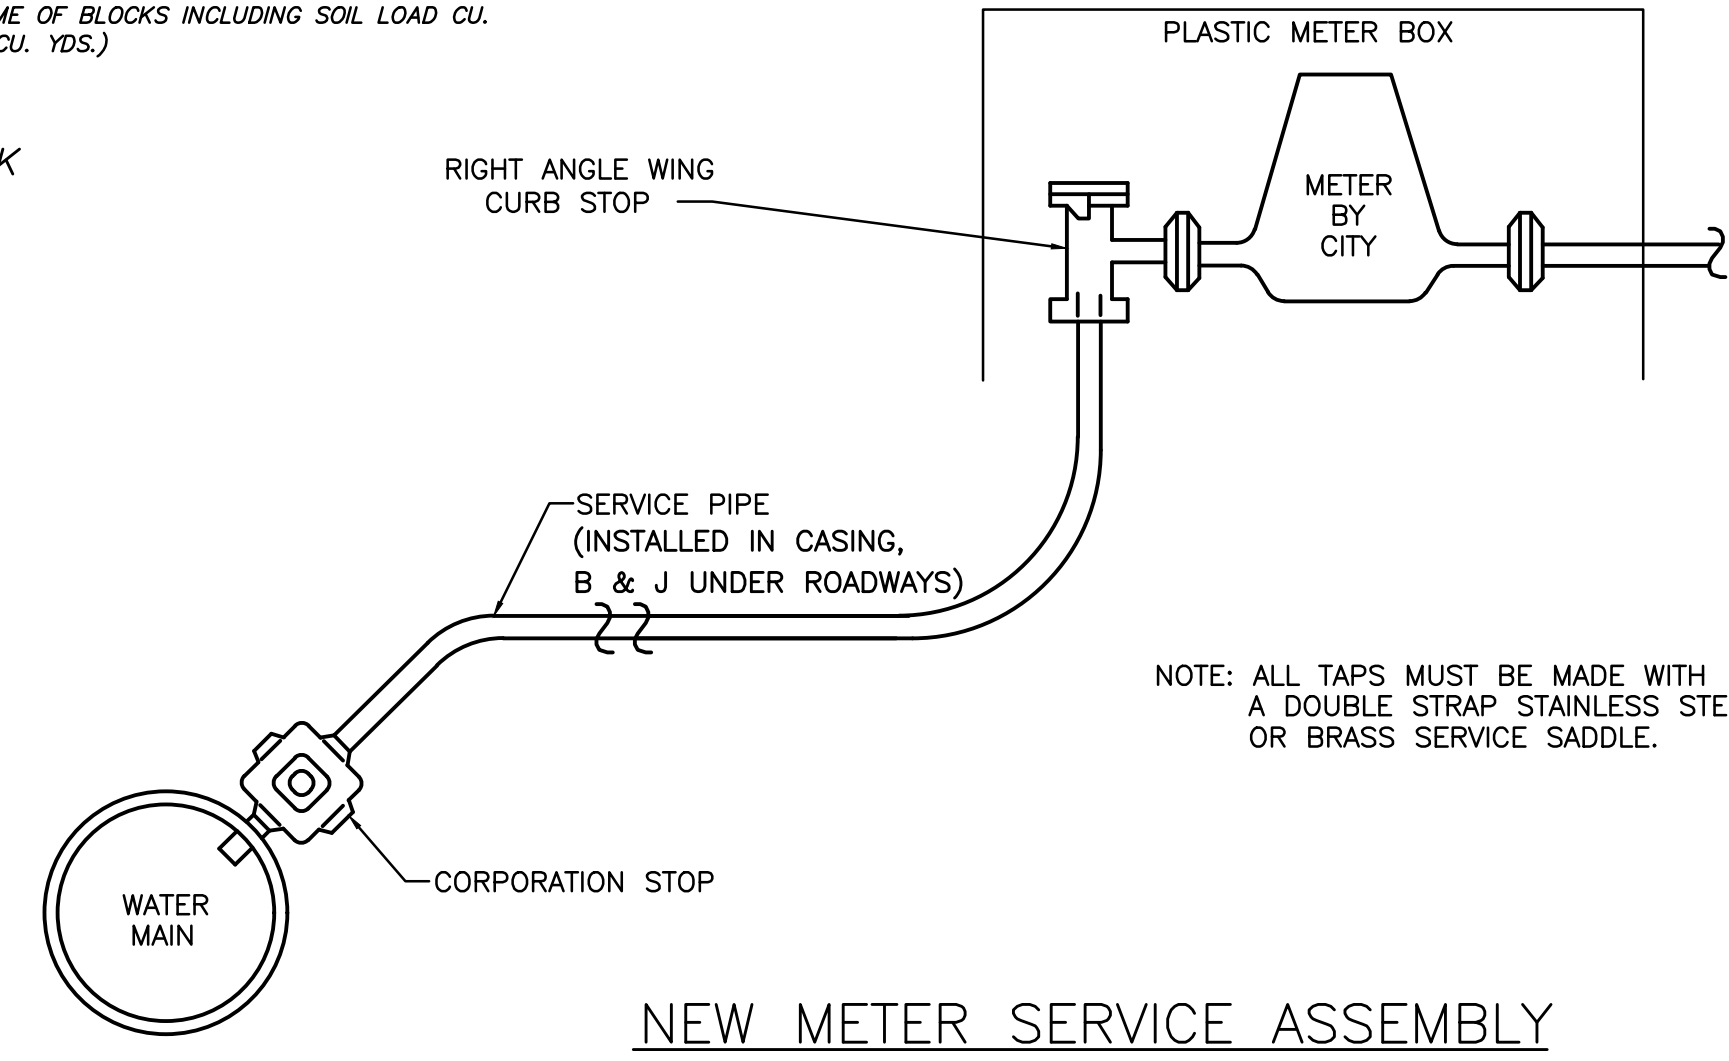 OF BLOCKS INCLUDING SOIL LOAD CU.
CU. YDS.)
PLASTIC METER BOX
RIGHT ANGLE WING
CURB STOP
METER
BY
CITY
SERVICE PIPE
(INSTALLED IN CASING,
B & J UNDER ROADWAYS)
NOTE: ALL TAPS MUST BE MADE WITH
A DOUBLE STRAP STAINLESS STE
OR BRASS SERVICE SADDLE.
CORPORATION STOP
WATER
MAIN
NEW METER SERVICE ASSEMBLY